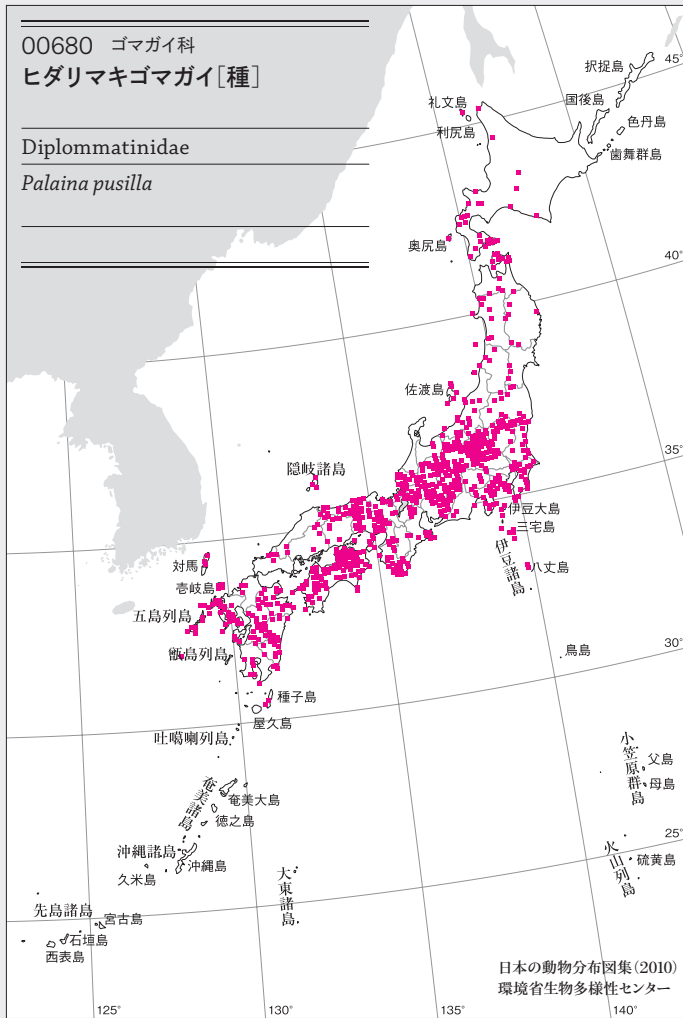 00680 ゴマガイ科
ヒダリマキゴマガイ[種]
Diplommatinidae
Palaina pusilla
45°
択捉島
国後島
色丹島
歯舞群島
礼文島
利尻島
奥尻島
40°
佐渡島
35°
隠岐諸島
伊豆大島
三宅島
伊豆諸島
八丈島
対馬
壱岐島
五島列島
甑島列島
鳥島
30°
種子島
屋久島
吐噶喇列島
小笠原群島
父島
母島
奄美諸島
奄美大島
徳之島
25°
火山列島
硫黄島
沖縄諸島
沖縄島
久米島
大東諸島
先島諸島
宮古島
石垣島
西表島
日本の動物分布図集(2010)
環境省生物多様性センター
125°
130°
135°
140°